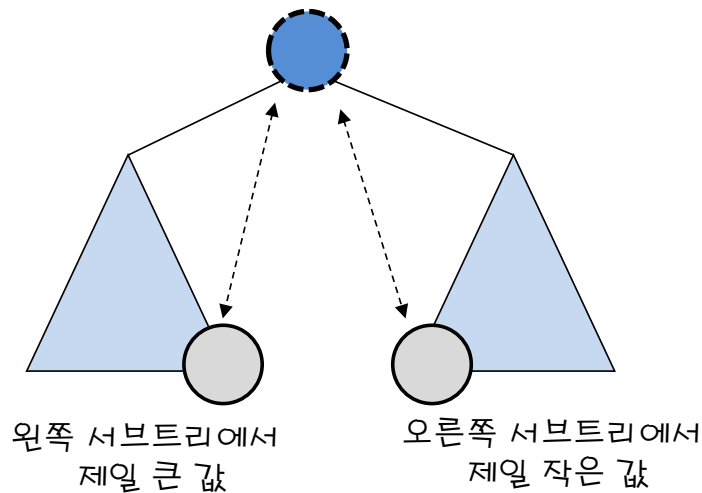 왼쪽 서브트리에서
제일 큰 값
오른쪽 서브트리에서
제일 작은 값